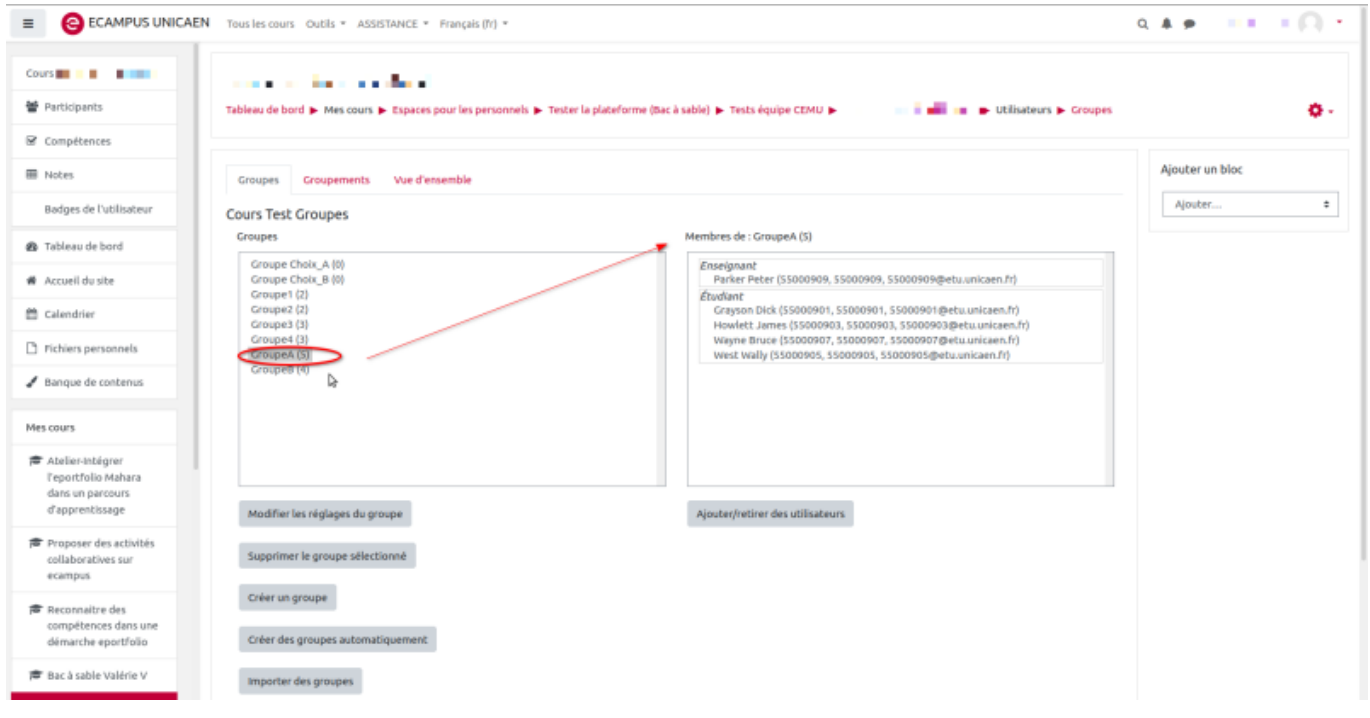 ECAMPUS UNICAEN Tous les cours Outils ASSISTANCE Français (fr)
Cours
Participants
Compétences
Notes
Badges de l'utilisateur
Tableau de bord
Accueil du site
Calendrier
Fichiers personnels
Banque de contenus
Mes cours
Atelier-Intégrer
l'eportfolio Mahara
dans un parcours
d'apprentissage
Proposer des activités
collaboratives sur
ecampus
Reconnaitre des
compétences dans une
démarche eportfolio
Bac à sable Valérie V
Tableau de bord ▶ Mes cours ▶ Espaces pour les personnels ▶ Tester la plateforme (Bac à sable) ▶ Tests équipe CEMU ▶ ▶ Utilisateurs ▶ Groupes
Groupes Groupements Vue d'ensemble
Cours Test Groupes
Groupes
Groupe Choix_A (0)
Groupe Choix_B (0)
Groupe1 (2)
Groupe2 (2)
Groupe3 (3)
Groupe4 (3)
GroupeA (5)
GroupeB (4)
Modifier les réglages du groupe
Supprimer le groupe sélectionné
Créer un groupe
Créer des groupes automatiquement
Importer des groupes
Membres de : GroupeA (5)
Enseignant
Parker Peter (55000909, 55000909, 55000909@etu.unicaen.fr)
Étudiant
Grayson Dick (55000901, 55000901, 55000901@etu.unicaen.fr)
Howlett James (55000903, 55000903, 55000903@etu.unicaen.fr)
Wayne Bruce (55000907, 55000907, 55000907@etu.unicaen.fr)
West Wally (55000905, 55000905, 55000905@etu.unicaen.fr)
Ajouter/retirer des utilisateurs
Ajouter un bloc
Ajouter...